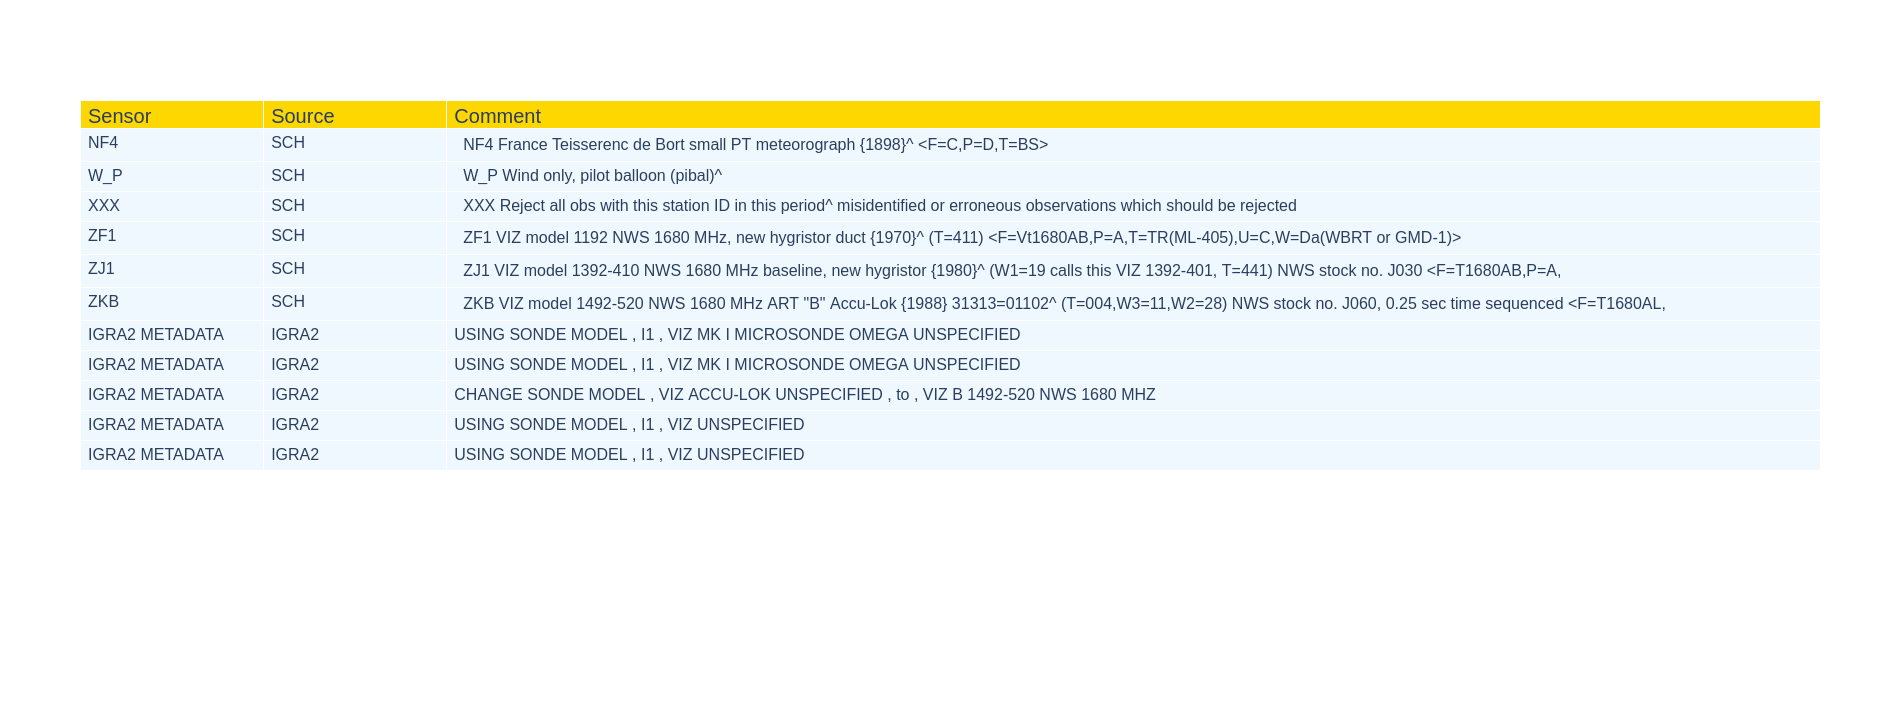 Sensor Source Comment
NF4 SCH NF4 France Teisserenc de Bort small PT meteorograph {1898}^ <F=C,P=D,T=BS>
W_P SCH W_P Wind only, pilot balloon (pibal)^
XXX SCH XXX Reject all obs with this station ID in this period^ misidentified or erroneous observations which should be rejected
ZF1 SCH ZF1 VIZ model 1192 NWS 1680 MHz, new hygristor duct {1970}^ (T=411) <F=Vt1680AB,P=A,T=TR(ML-405),U=C,W=Da(WBRT or GMD-1)>
ZJ1 SCH ZJ1 VIZ model 1392-410 NWS 1680 MHz baseline, new hygristor {1980}^ (W1=19 calls this VIZ 1392-401, T=441) NWS stock no. J030 <F=T1680AB,P=A,
ZKB SCH ZKB VIZ model 1492-520 NWS 1680 MHz ART "B" Accu-Lok {1988} 31313=01102^ (T=004,W3=11,W2=28) NWS stock no. J060, 0.25 sec time sequenced <F=T1680AL,
IGRA2 METADATA IGRA2 USING SONDE MODEL , I1 , VIZ MK I MICROSONDE OMEGA UNSPECIFIED
IGRA2 METADATA IGRA2 USING SONDE MODEL , I1 , VIZ MK I MICROSONDE OMEGA UNSPECIFIED
IGRA2 METADATA IGRA2 CHANGE SONDE MODEL , VIZ ACCU-LOK UNSPECIFIED , to , VIZ B 1492-520 NWS 1680 MHZ
IGRA2 METADATA IGRA2 USING SONDE MODEL , I1 , VIZ UNSPECIFIED
IGRA2 METADATA IGRA2 USING SONDE MODEL , I1 , VIZ UNSPECIFIED